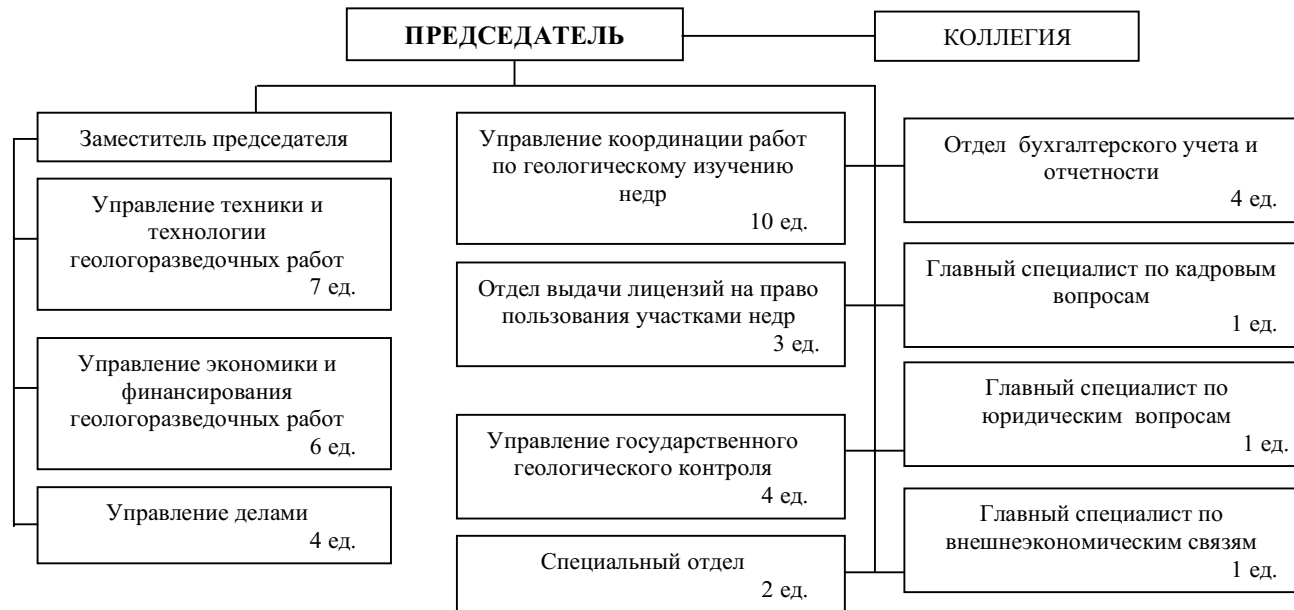 ПРЕДСЕДАТЕЛЬ
КОЛЛЕГИЯ
Заместитель председателя
Управление техники и
технологии
геологоразведочных работ
7 ед.
Управление экономики и
финансирования
геологоразведочных работ
6 ед.
Управление делами
4 ед.
Управление координации работ
по геологическому изучению
недр
10 ед.
Отдел выдачи лицензий на право
пользования участками недр
3 ед.
Управление государственного
геологического контроля
4 ед.
Специальный отдел
2 ед.
Отдел бухгалтерского учета и
отчетности
4 ед.
Главный специалист по кадровым
вопросам
1 ед.
Главный специалист по
юридическим вопросам
1 ед.
Главный специалист по
внешнеэкономическим связям
1 ед.